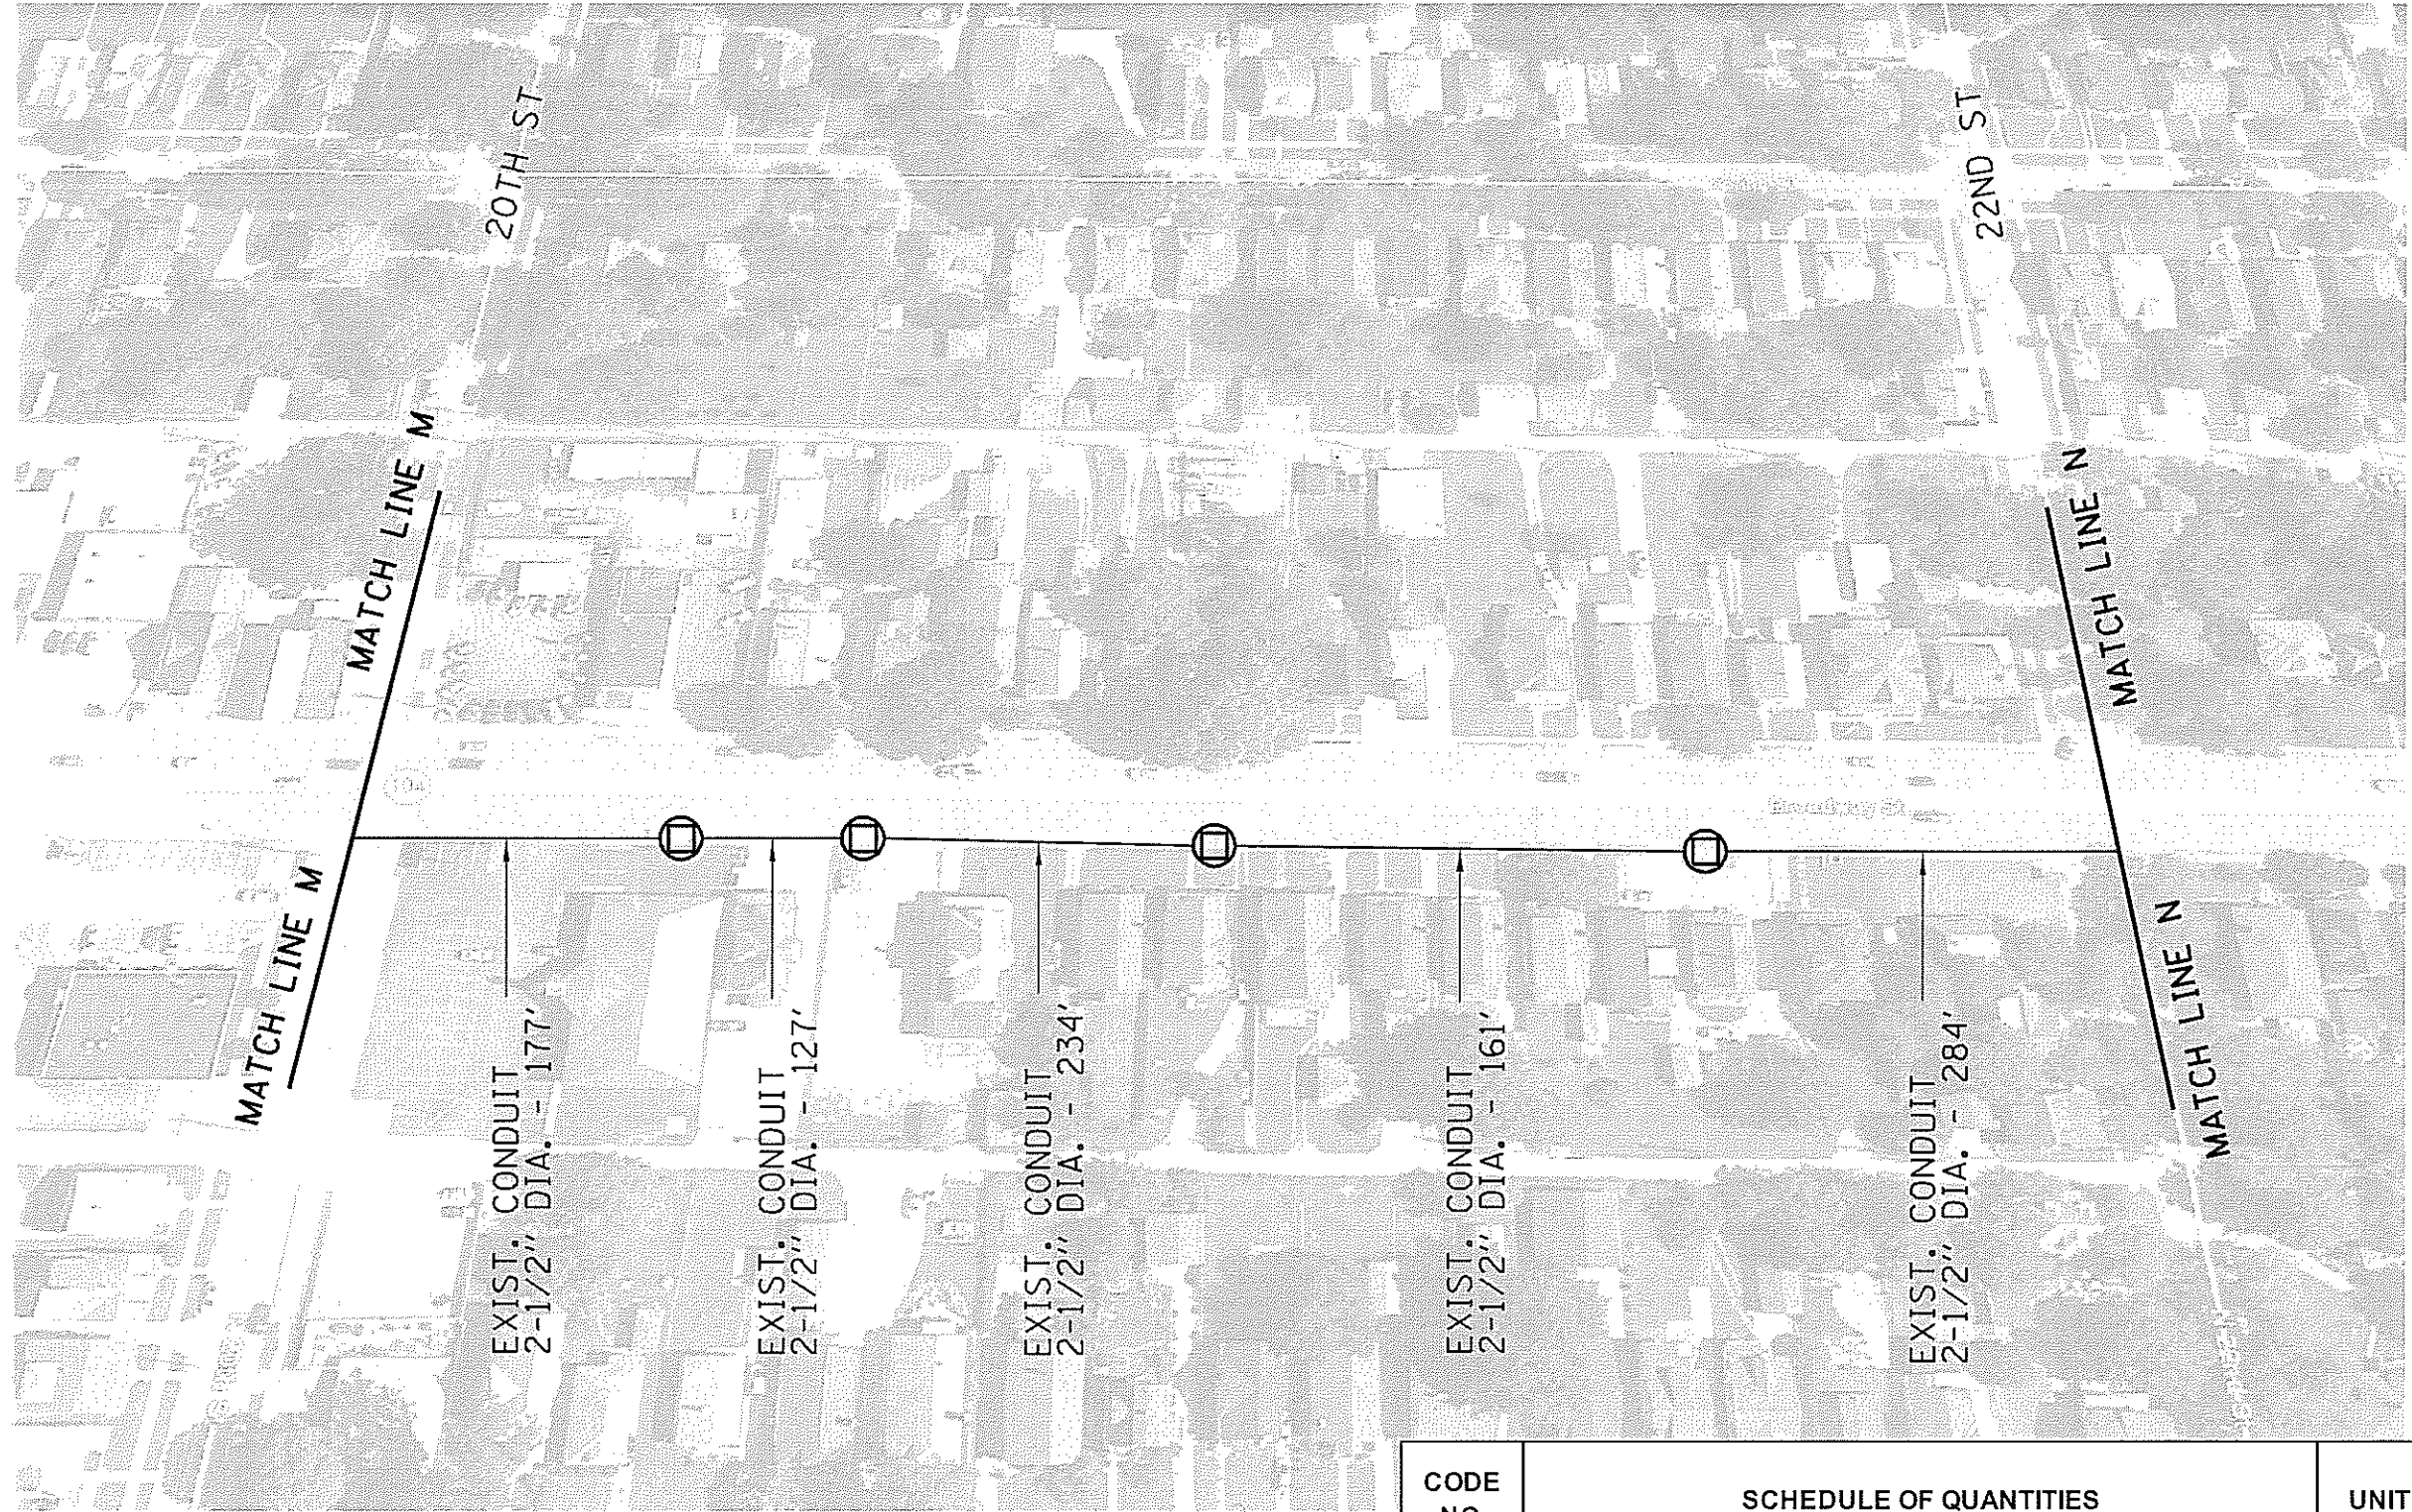 20TH ST
22ND ST
MATCH LINE M
MATCH LINE N
104
MATCH LINE M
MATCH LINE N
EXIST. CONDUIT
2-1/2" DIA. - 177'
EXIST. CONDUIT
2-1/2" DIA. - 127'
EXIST. CONDUIT
2-1/2" DIA. - 234'
EXIST. CONDUIT
2-1/2" DIA. - 161'
EXIST. CONDUIT
2-1/2" DIA. - 284'
CODE
NO.
SCHEDULE OF QUANTITIES
UNIT